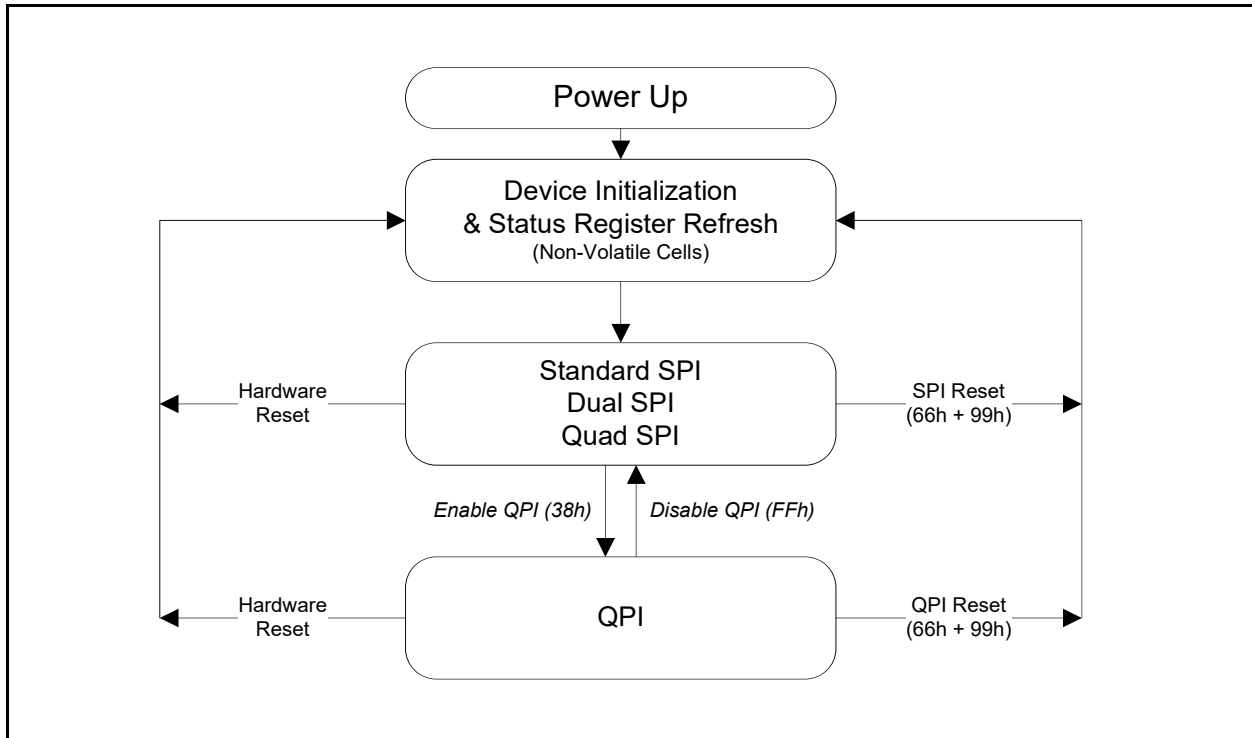 Power Up
Device Initialization
& Status Register Refresh
(Non-Volatile Cells)
Standard SPI
Dual SPI
Quad SPI
Hardware
Reset
SPI Reset
(66h + 99h)
Enable QPI (38h)
Disable QPI (FFh)
Hardware
Reset
QPI
QPI Reset
(66h + 99h)